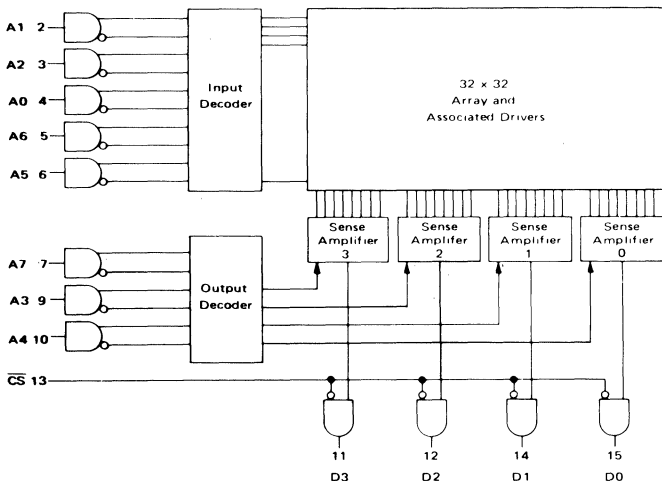 A1 2
A2 3
A0 4
A6 5
A5 6
Input
Decoder
32 × 32
Array and
Associated Drivers
Sense
Amplifier
3
Sense
Amplifer
2
Sense
Amplifier
1
Sense
Amplifier
0
A7 7
A3 9
A4 10
Output
Decoder
CS 13
11
12
14
15
D3
D2
D1
D0